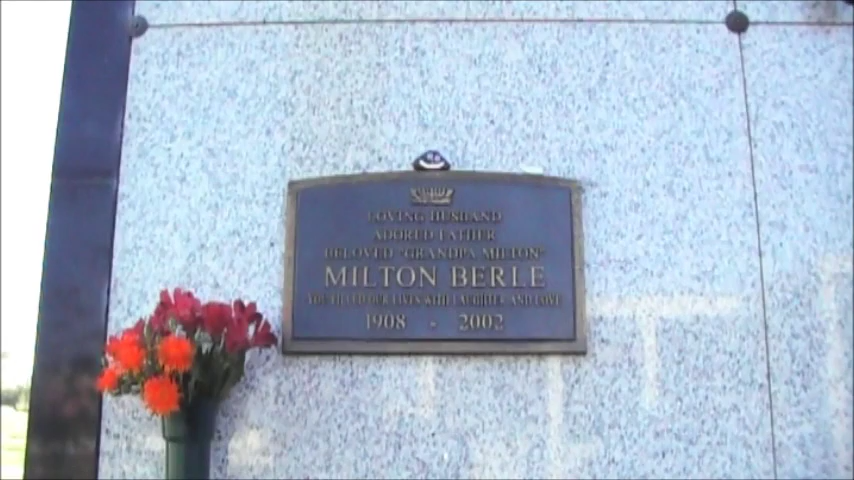 LOVING HUSBAND
ADORED FATHER
BELOVED "GRANDPA MILTON"
MILTON BERLE
YOU FILLED OUR LIVES WITH LAUGHTER AND LOVE
1908 - 2002